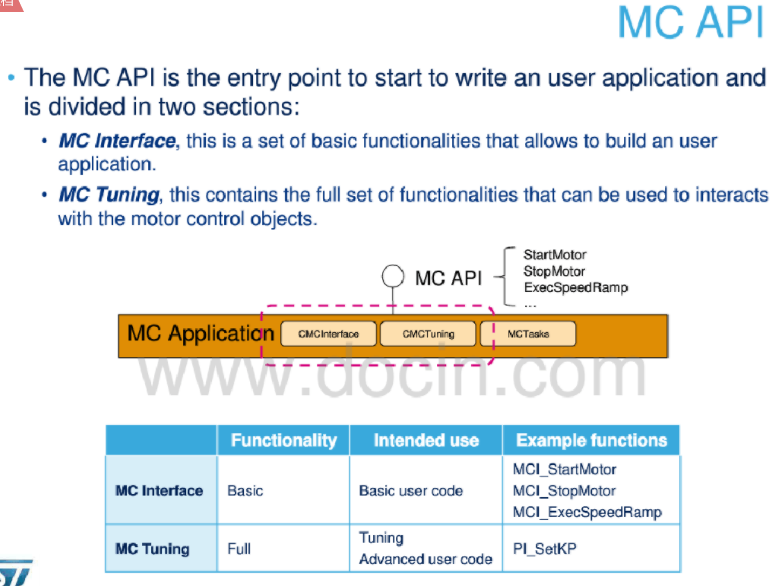 档
MC API
• The MC API is the entry point to start to write an user application and
is divided in two sections:
• MC Interface, this is a set of basic functionalities that allows to build an user
application.
• MC Tuning, this contains the full set of functionalities that can be used to interacts
with the motor control objects.
MC API
StartMotor
StopMotor
ExecSpeedRamp
...
MC Application
CMCInterface
CMCTuning
MCTasks
www.docin.com
Functionality Intended use Example functions
MC Interface Basic Basic user code MCI_StartMotor
MCI_StopMotor
MCI_ExecSpeedRamp
MC Tuning Full Tuning
Advanced user code PI_SetKP
ST